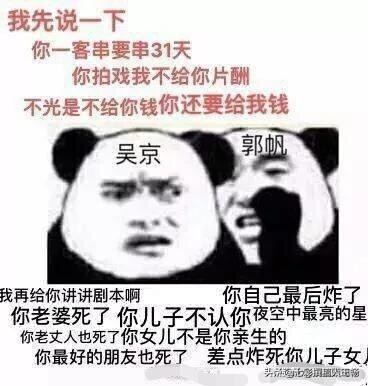 我先说一下
你一客串要串31天
你拍戏我不给你片酬
不光是不给你钱你还要给我钱
吴京
郭帆
我再给你讲讲剧本啊
你自己最后炸了
你老婆死了你儿子不认你夜空中最亮的星
你老丈人也死了你女儿不是你亲生的
你最好的朋友也死了 差点炸死你儿子女儿